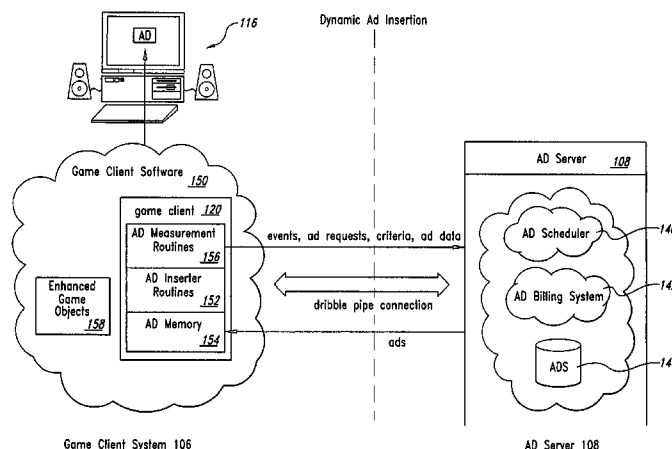 Dynamic Ad Insertion
AD
116
Game Client Software 150
game client 120
AD Measurement Routines 156
AD Inserter Routines 152
AD Memory 154
Enhanced Game Objects 158
events, ad requests, criteria, ad data
dribble pipe connection
ads
AD Server 108
AD Scheduler
AD Billing System
ADS
Game Client System 106
AD Server 108